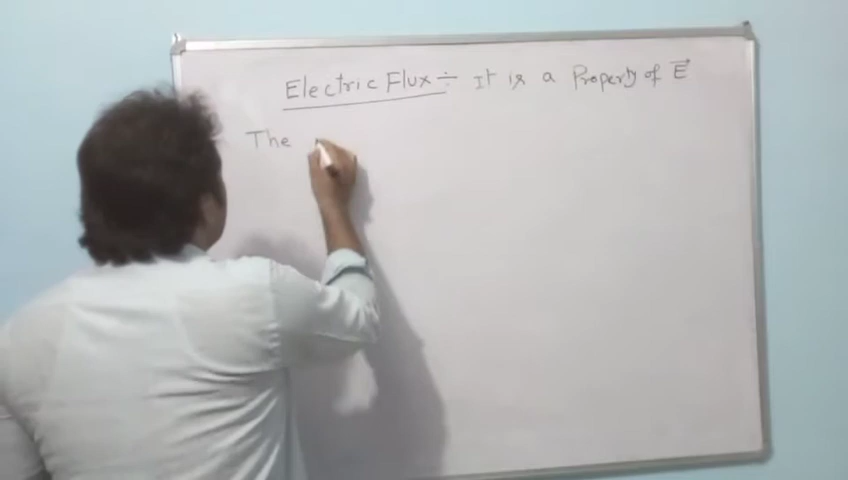 Electric Flux ÷ It is a Property of E⃗
The